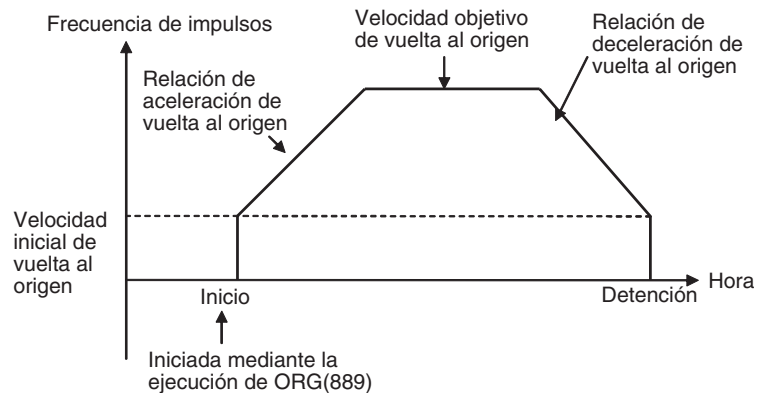 Frecuencia de impulsos
Velocidad objetivo
de vuelta al origen
Relación de
deceleración de
vuelta al origen
Relación de
aceleración de
vuelta al origen
Velocidad
inicial de
vuelta al
origen
Inicio
Detención
Hora
Iniciada mediante la
ejecución de ORG(889)